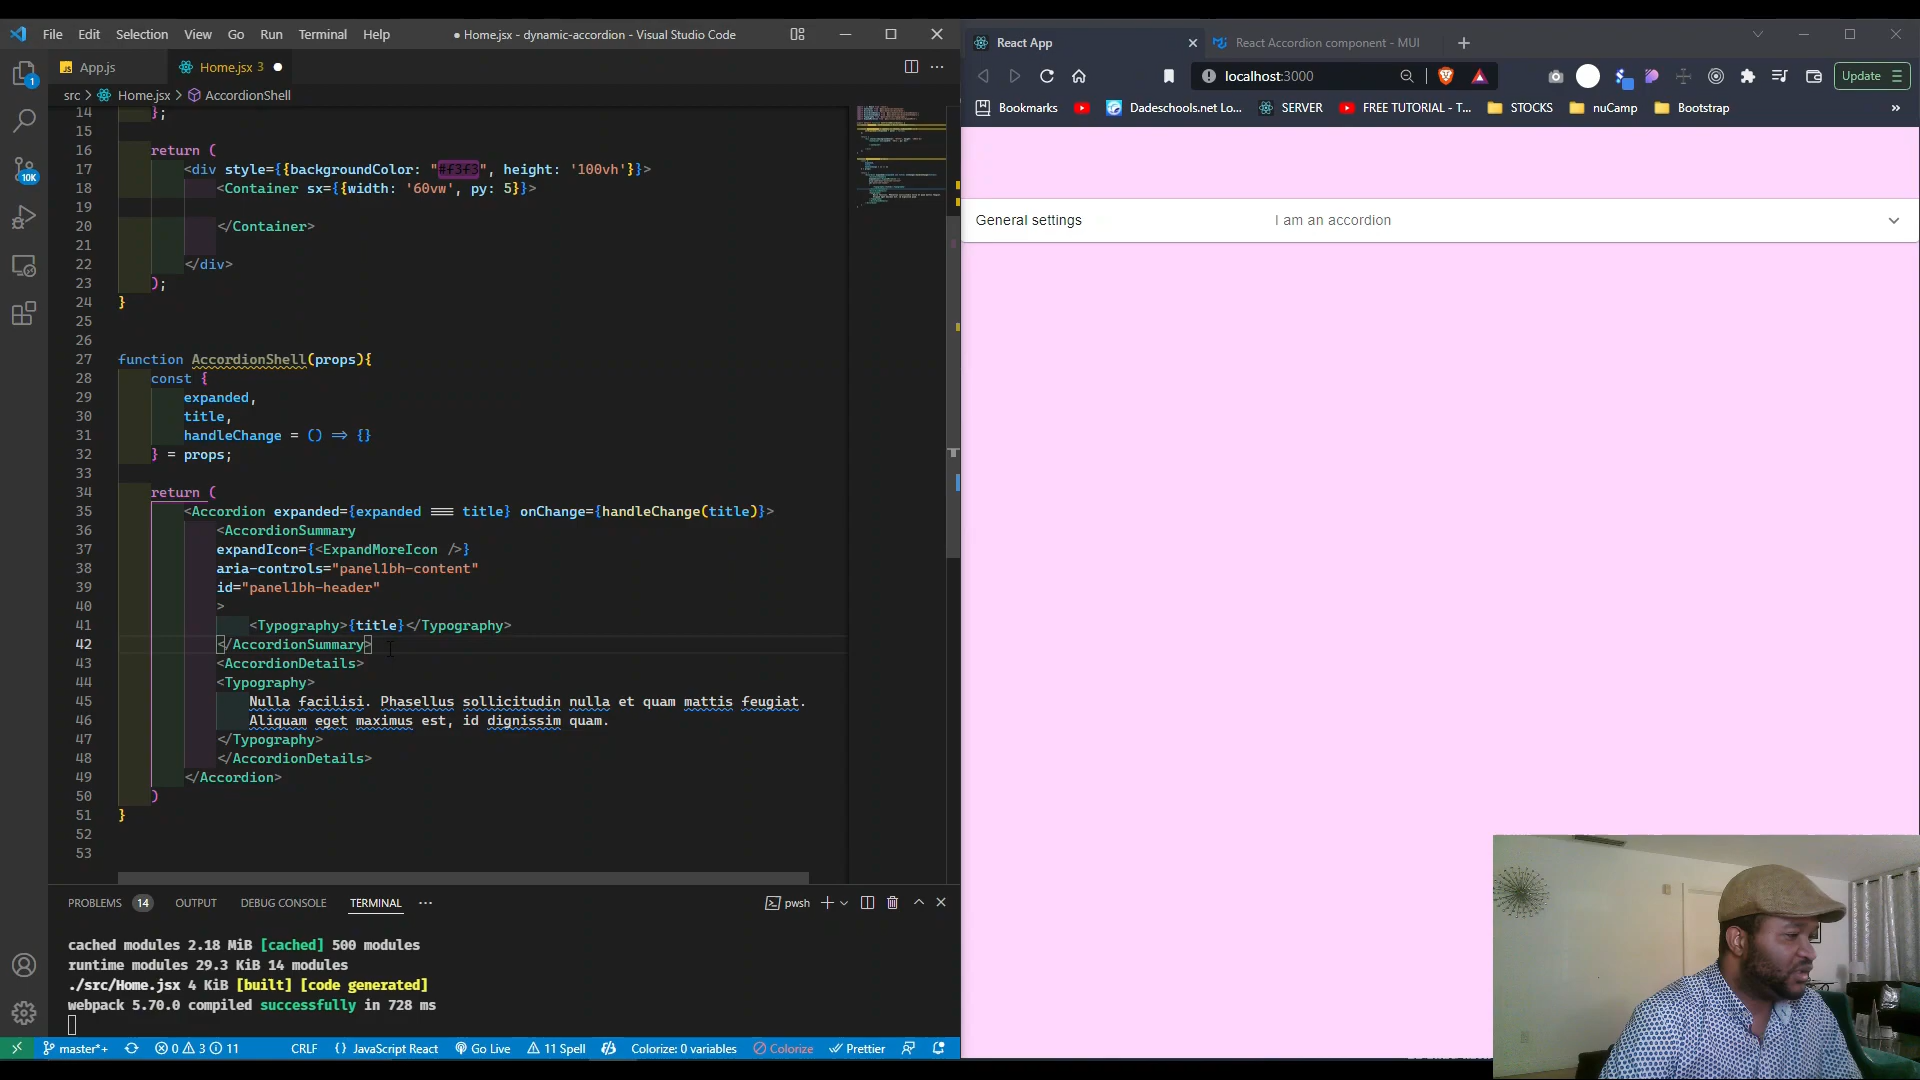 File Edit Selection View Go Run Terminal Help
● Home.jsx - dynamic-accordion - Visual Studio Code
App.js
Home.jsx 3 ●
src > Home.jsx > AccordionShell
14 };
15
16 return (
17 <div style={{backgroundColor: "#f3f3", height: '100vh'}}>
18 <Container sx={{width: '60vw', py: 5}}>
19
20 </Container>
21
22 </div>
23 );
24 }
25
26
27 function AccordionShell(props){
28 const {
29 expanded,
30 title,
31 handleChange = () => {}
32 } = props;
33
34 return (
35 <Accordion expanded={expanded === title} onChange={handleChange(title)}>
36 <AccordionSummary
37 expandIcon={<ExpandMoreIcon />}
38 aria-controls="panel1bh-content"
39 id="panel1bh-header"
40 >
41 <Typography>{title}</Typography>
42 </AccordionSummary>
43 <AccordionDetails>
44 <Typography>
45 Nulla facilisi. Phasellus sollicitudin nulla et quam mattis feugiat.
46 Aliquam eget maximus est, id dignissim quam.
47 </Typography>
48 </AccordionDetails>
49 </Accordion>
50 )
51 }
52
53
PROBLEMS 14 OUTPUT DEBUG CONSOLE TERMINAL ···
pwsh
cached modules 2.18 MiB [cached] 500 modules
runtime modules 29.3 KiB 14 modules
./src/Home.jsx 4 KiB [built] [code generated]
webpack 5.70.0 compiled successfully in 728 ms
1
10K
master*+ 0 3 11 CRLF {} JavaScript React Go Live 11 Spell Colorize: 0 variables Colorize Prettier
React App
React Accordion component - MUI
localhost:3000
Update
Bookmarks Dadeschools.net Lo... SERVER FREE TUTORIAL - T... STOCKS nuCamp Bootstrap »
General settings I am an accordion